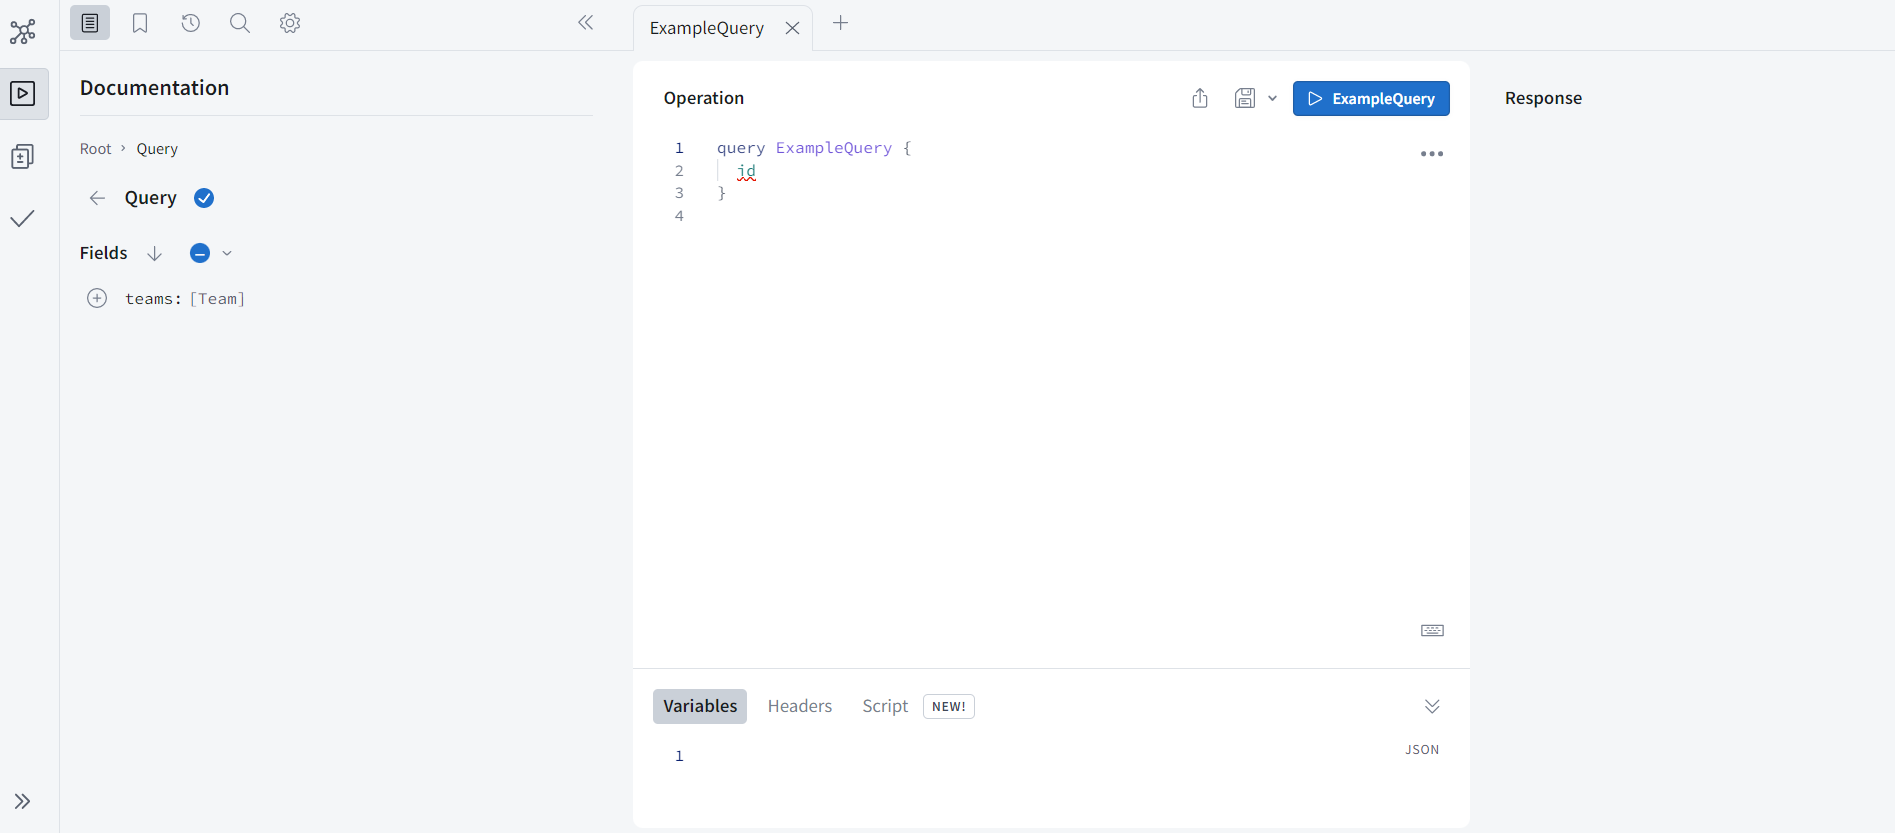 ExampleQuery
Documentation
Root › Query
Query
Fields
teams: [Team]
Operation
ExampleQuery
1 query ExampleQuery {
2 id
3 }
4
Variables Headers Script NEW!
1
JSON
Response